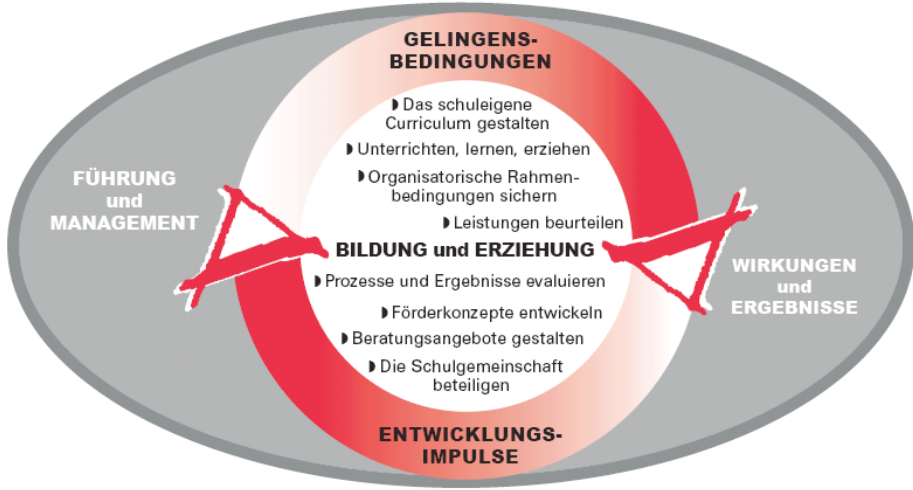 GELINGENS-
BEDINGUNGEN
◗ Das schuleigene
Curriculum gestalten
◗ Unterrichten, lernen, erziehen
◗ Organisatorische Rahmen-
bedingungen sichern
◗ Leistungen beurteilen
FÜHRUNG
und
MANAGEMENT
BILDUNG und ERZIEHUNG
WIRKUNGEN
und
ERGEBNISSE
◗ Prozesse und Ergebnisse evaluieren
◗ Förderkonzepte entwickeln
◗ Beratungsangebote gestalten
◗ Die Schulgemeinschaft
beteiligen
ENTWICKLUNGS-
IMPULSE